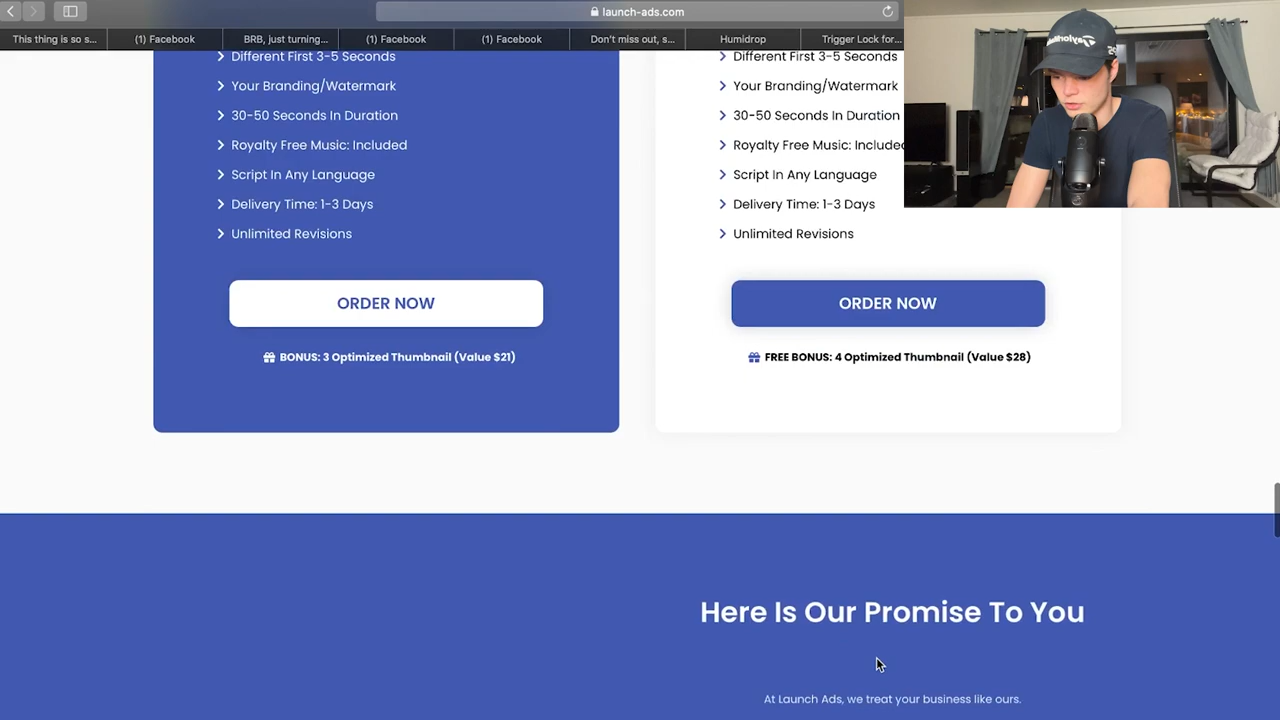 launch-ads.com
This thing is so s...
(1) Facebook
BRB, just turning...
(1) Facebook
(1) Facebook
Don't miss out, s...
Humidrop
Trigger Lock for...
TaylorMade
Different First 3-5 Seconds
Your Branding/Watermark
30-50 Seconds In Duration
Royalty Free Music: Included
Script In Any Language
Delivery Time: 1-3 Days
Unlimited Revisions
ORDER NOW
BONUS: 3 Optimized Thumbnail (Value $21)
Different First 3-5 Seconds
Your Branding/Watermark
30-50 Seconds In Duration
Royalty Free Music: Included
Script In Any Language
Delivery Time: 1-3 Days
Unlimited Revisions
ORDER NOW
FREE BONUS: 4 Optimized Thumbnail (Value $28)
Here Is Our Promise To You
At Launch Ads, we treat your business like ours.